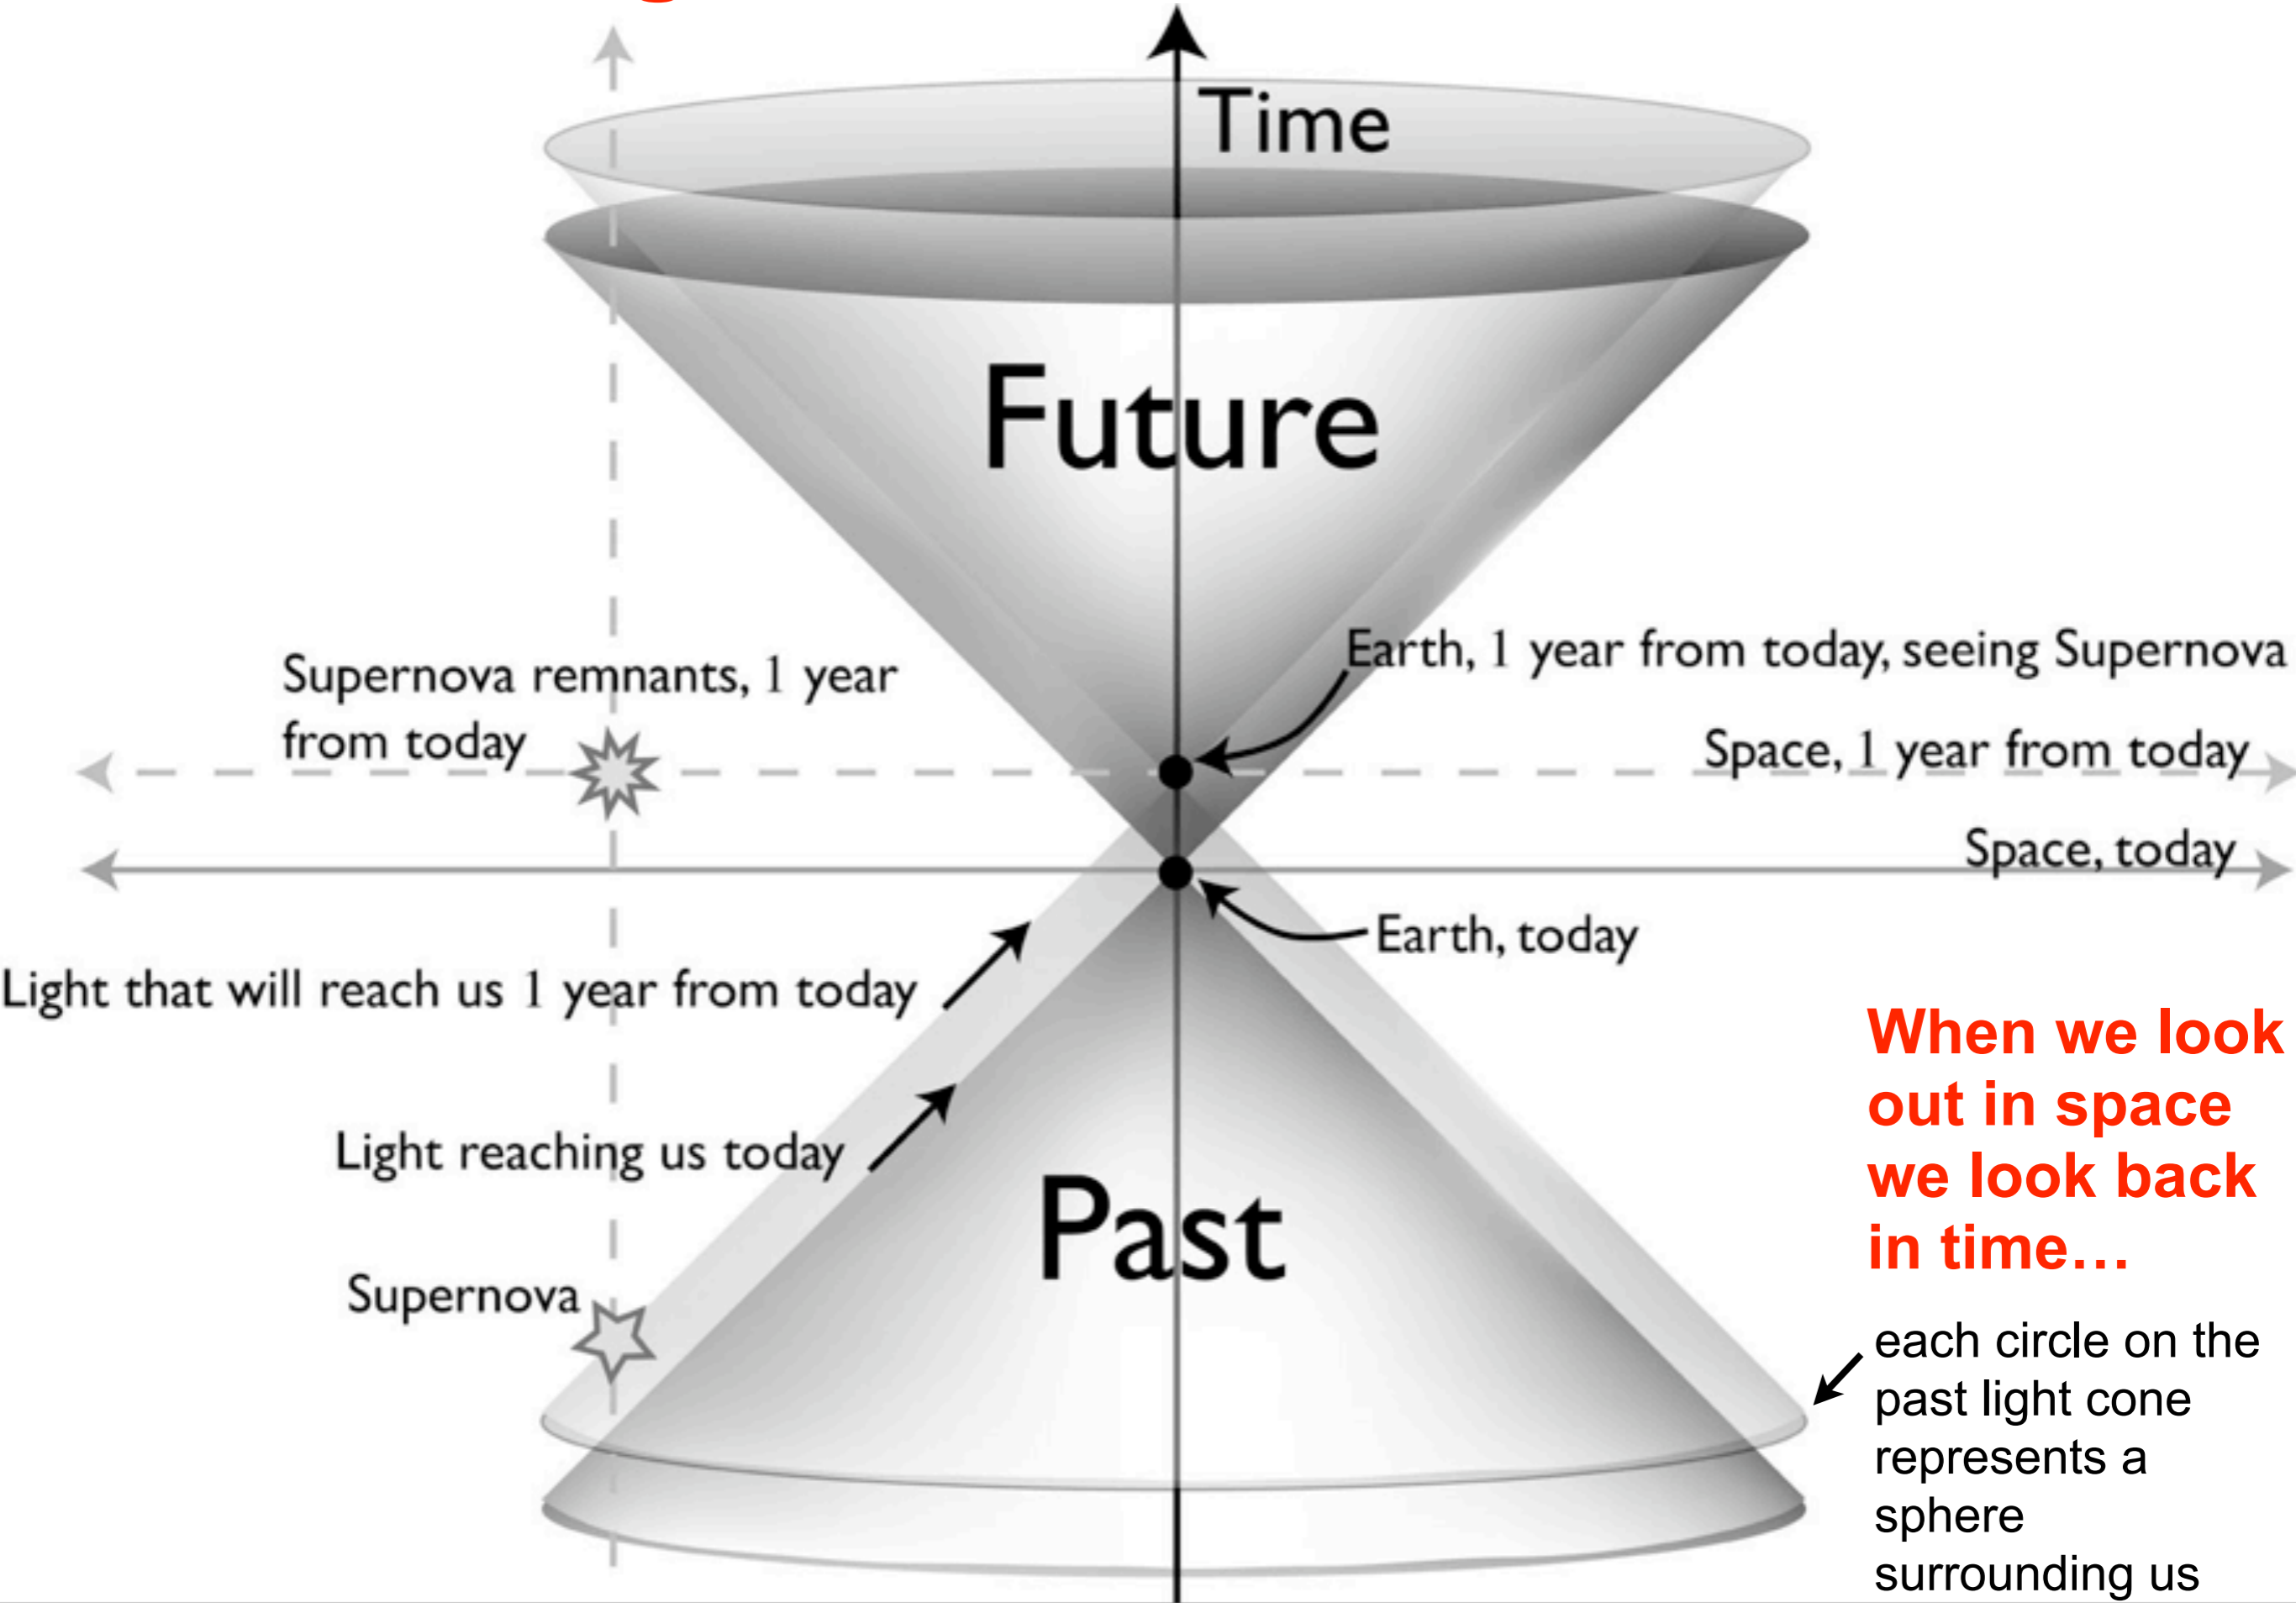 Time
Future
Supernova remnants, 1 year
from today
Earth, 1 year from today, seeing Supernova
Space, 1 year from today
Space, today
Earth, today
Light that will reach us 1 year from today
Light reaching us today
Past
Supernova
When we look
out in space
we look back
in time…
each circle on the
past light cone
represents a
sphere
surrounding us